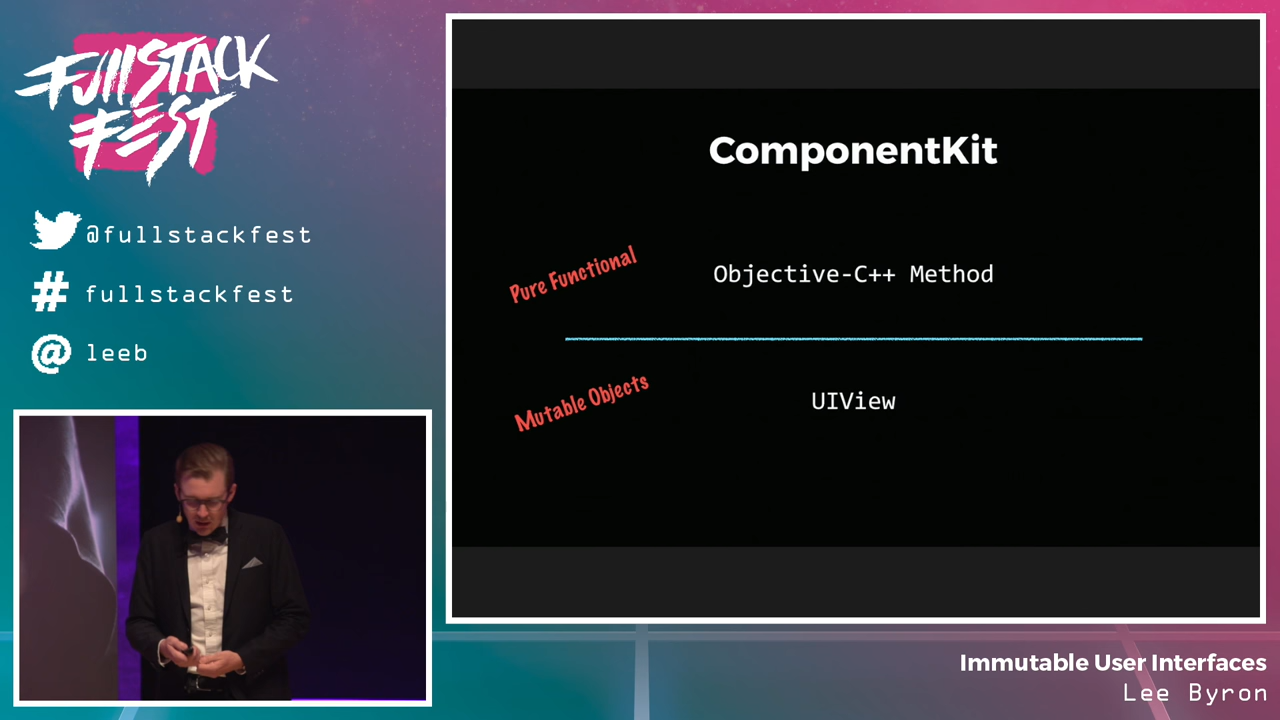 FullSTACK
FEST
@fullstackfest
# fullstackfest
@ leeb
ComponentKit
Pure Functional
Objective-C++ Method
Mutable Objects
UIView
Immutable User Interfaces
Lee Byron